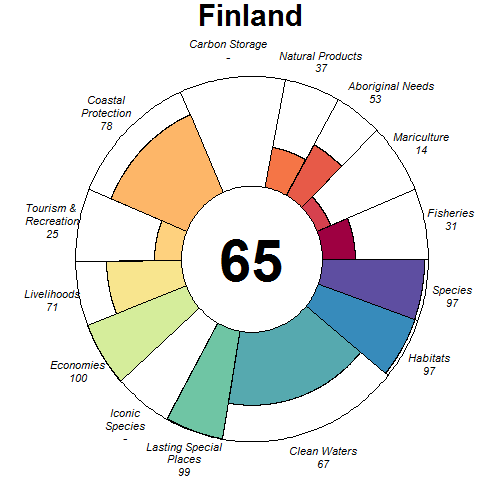 Finland
Carbon Storage
-
Natural Products
37
Aboriginal Needs
53
Mariculture
14
Fisheries
31
Species
97
Habitats
97
Clean Waters
67
Lasting Special
Places
99
Iconic
Species
-
Economies
100
Livelihoods
71
Tourism &
Recreation
25
Coastal
Protection
78
65